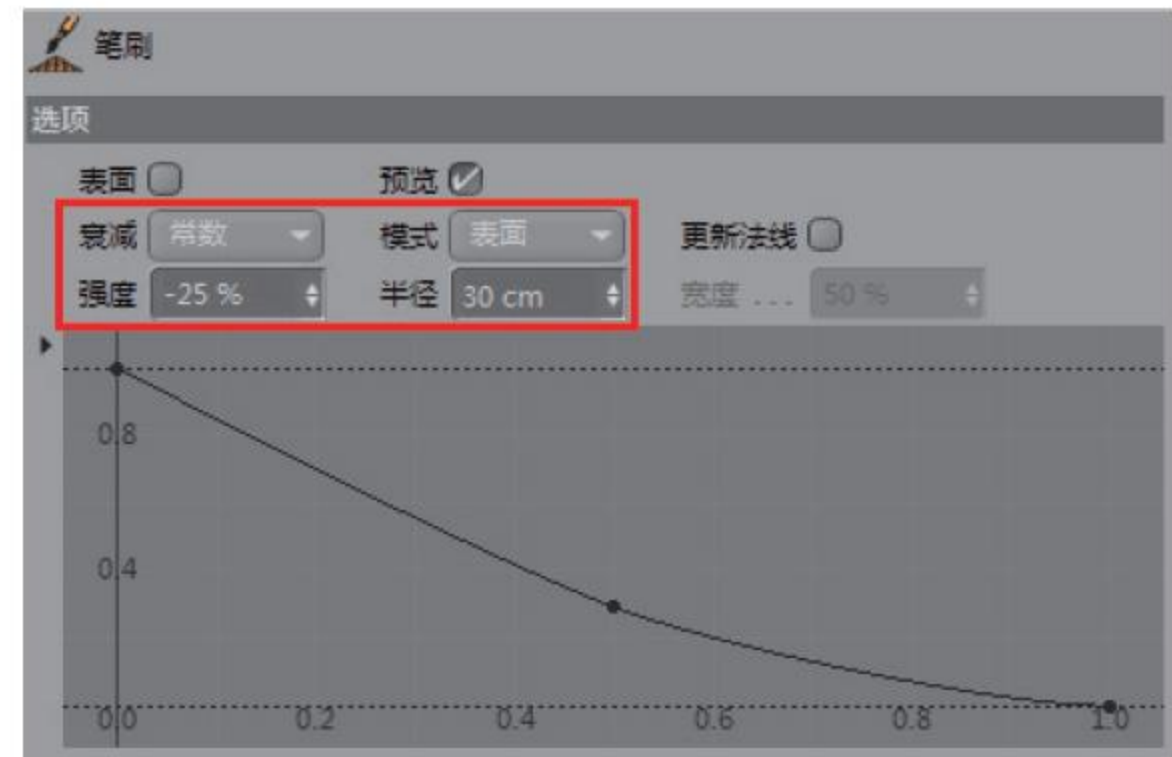 笔刷
选项
表面 预览
衰减 常数 模式 表面 更新法线
强度 -25 % 半径 30 cm 宽度 ... 50 %
0.8
0.4
0.0 0.2 0.4 0.6 0.8 1.0